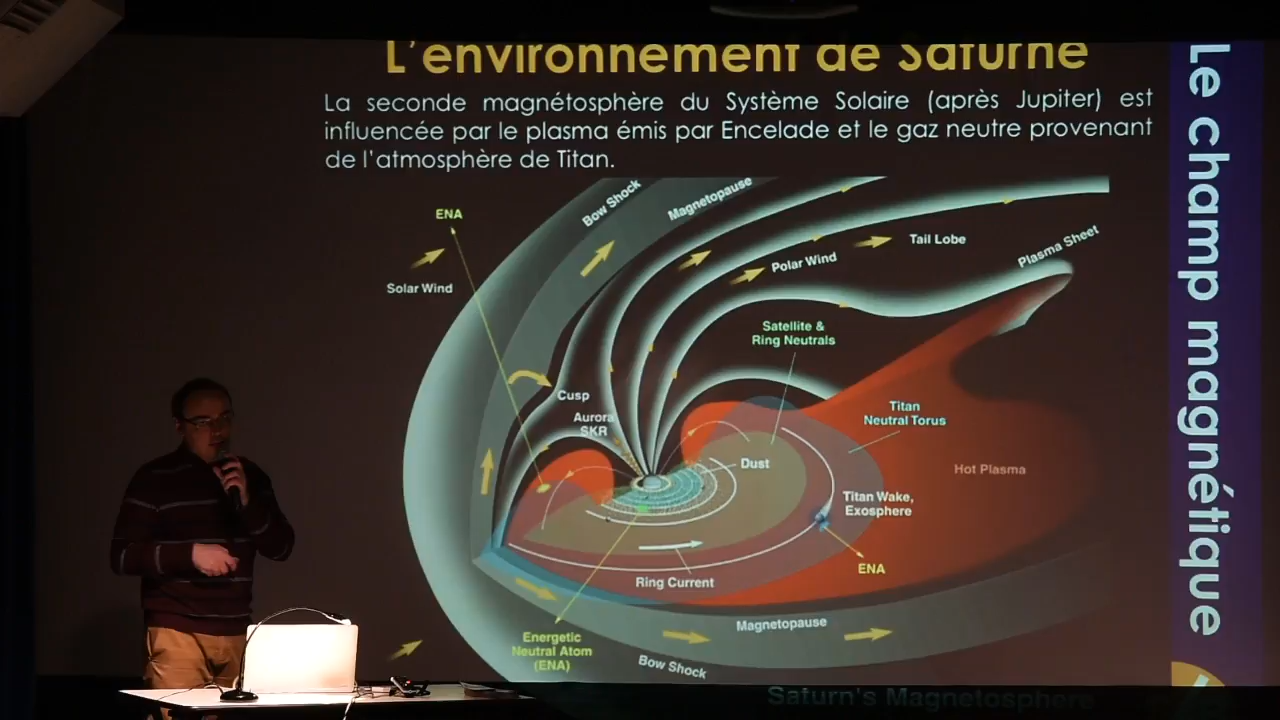 L'environnement de Saturne
La seconde magnétosphère du Système Solaire (après Jupiter) est
influencée par le plasma émis par Encelade et le gaz neutre provenant
de l'atmosphère de Titan.
Le champ magnétique
Bow Shock
Magnetopause
ENA
Solar Wind
Tail Lobe
Polar Wind
Plasma Sheet
Satellite &
Ring Neutrals
Cusp
Aurora
SKR
Titan
Neutral Torus
Dust
Hot Plasma
Titan Wake,
Exosphere
ENA
Ring Current
Energetic
Neutral Atom
(ENA)
Magnetopause
Bow Shock
Saturn's Magnetosphere